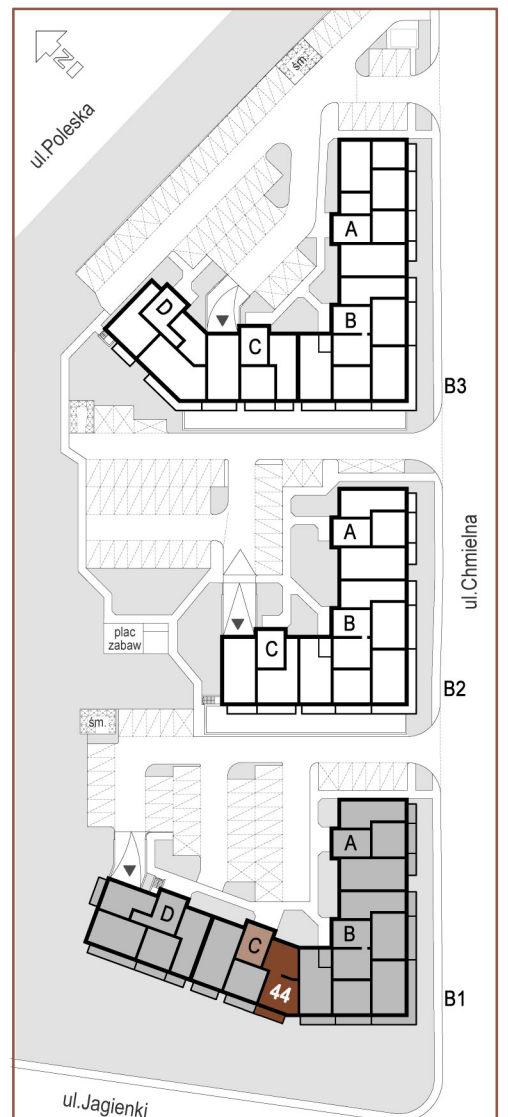 N
śm.
ul.Poleska
A
D
B
C
B3
A
ul.Chmielna
B
plac
zabaw
C
B2
śm.
A
D
C
B
44
B1
ul.Jagienki